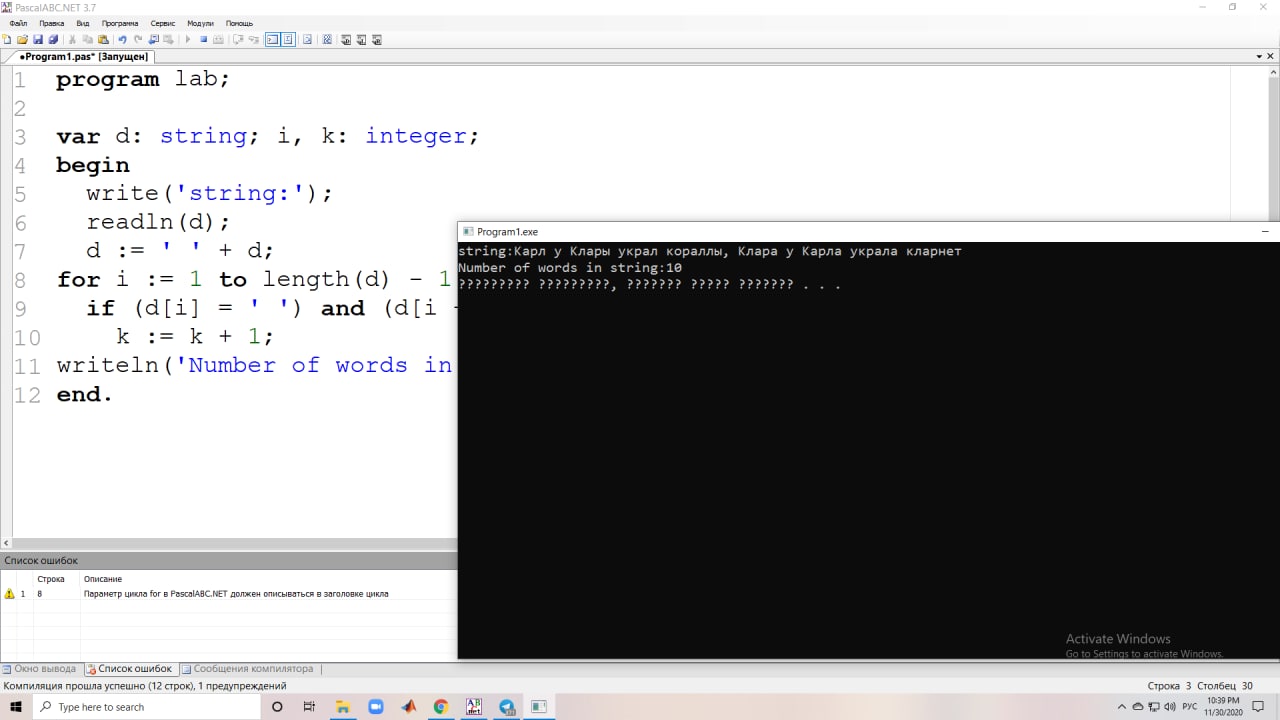 PascalABC.NET 3.7
Файл Правка Вид Программа Сервис Модули Помощь
•Program1.pas* [Запущен]
1 program lab;
2
3 var d: string; i, k: integer;
4 begin
5 write('string:');
6 readln(d);
7 d := ' ' + d;
8 for i := 1 to length(d) - 1
9 if (d[i] = ' ') and (d[i
10 k := k + 1;
11 writeln('Number of words in
12 end.
Program1.exe
string:Карл у Клары украл кораллы, Клара у Карла украла кларнет
Number of words in string:10
????????? ?????????, ??????? ????? ??????? . . .
Список ошибок
Строка Описание
1 8 Параметр цикла for в PascalABC.NET должен описываться в заголовке цикла
Activate Windows
Go to Settings to activate Windows.
Окно вывода Список ошибок Сообщения компилятора
Компиляция прошла успешно (12 строк), 1 предупреждений Строка 3 Столбец 30
Type here to search РУС 10:39 PM
11/30/2020